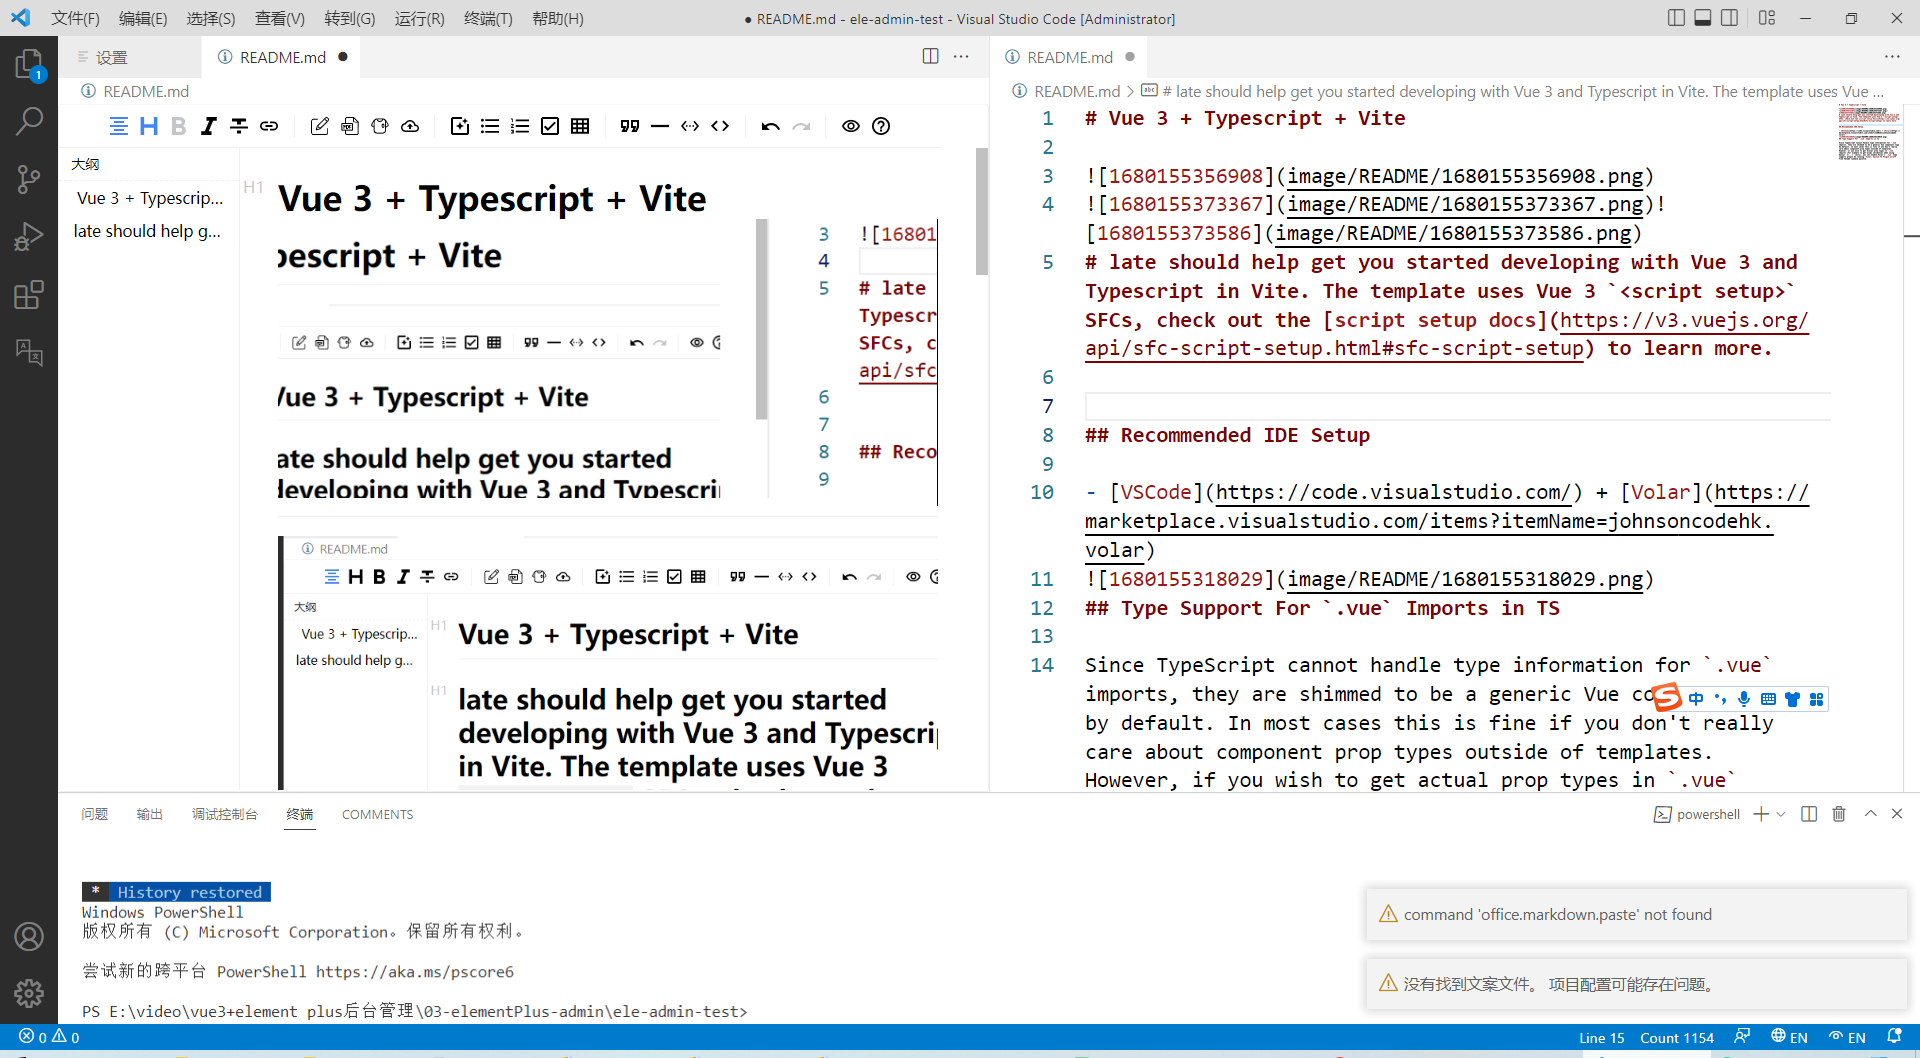 文件(F) 编辑(E) 选择(S) 查看(V) 转到(G) 运行(R) 终端(T) 帮助(H)
● README.md - ele-admin-test - Visual Studio Code [Administrator]
1
设置
README.md
README.md
大纲
Vue 3 + Typescrip...
late should help g...
H1
Vue 3 + Typescript + Vite
pescript + Vite
Vue 3 + Typescript + Vite
ate should help get you started
developing with Vue 3 and Typescri
3 ![16801
4
5 # late
Typescr
SFCs, c
api/sfc
6
7
8 ## Reco
9
README.md
大纲
Vue 3 + Typescrip...
late should help g...
H1
Vue 3 + Typescript + Vite
H1
late should help get you started
developing with Vue 3 and Typescri
in Vite. The template uses Vue 3
README.md
README.md > # late should help get you started developing with Vue 3 and Typescript in Vite. The template uses Vue ...
1 # Vue 3 + Typescript + Vite
2
3 ![1680155356908](image/README/1680155356908.png)
4 ![1680155373367](image/README/1680155373367.png)!
[1680155373586](image/README/1680155373586.png)
5 # late should help get you started developing with Vue 3 and
Typescript in Vite. The template uses Vue 3 `<script setup>`
SFCs, check out the [script setup docs](https://v3.vuejs.org/
api/sfc-script-setup.html#sfc-script-setup) to learn more.
6
7
8 ## Recommended IDE Setup
9
10 - [VSCode](https://code.visualstudio.com/) + [Volar](https://
marketplace.visualstudio.com/items?itemName=johnsoncodehk.
volar)
11 ![1680155318029](image/README/1680155318029.png)
12 ## Type Support For `.vue` Imports in TS
13
14 Since TypeScript cannot handle type information for `.vue`
imports, they are shimmed to be a generic Vue co
中
by default. In most cases this is fine if you don't really
care about component prop types outside of templates.
However, if you wish to get actual prop types in `.vue`
问题 输出 调试控制台 终端 COMMENTS
powershell
* History restored
Windows PowerShell
版权所有 (C) Microsoft Corporation。保留所有权利。
尝试新的跨平台 PowerShell https://aka.ms/pscore6
PS E:\video\vue3+element plus后台管理\03-elementPlus-admin\ele-admin-test>
command 'office.markdown.paste' not found
没有找到文案文件。 项目配置可能存在问题。
0 0
Line 15 Count 1154 EN EN